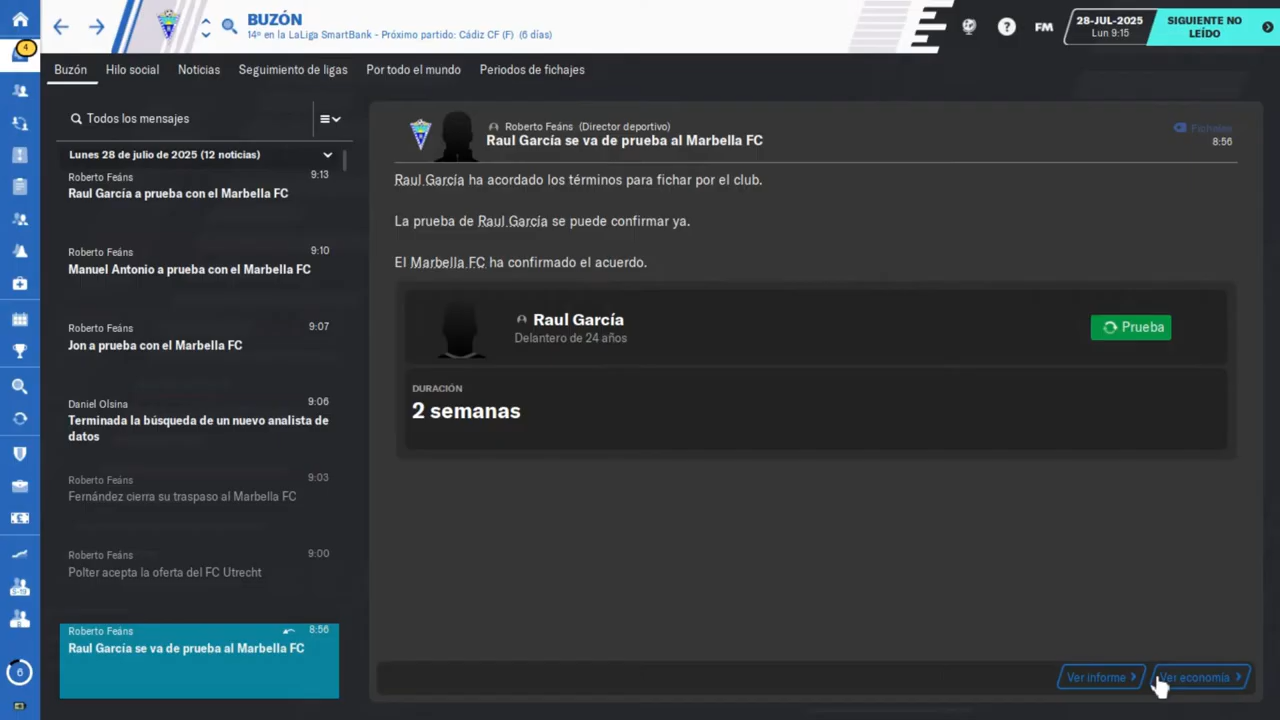 4
BUZÓN
14º en la LaLiga SmartBank - Próximo partido: Cádiz CF (F) (6 días)
FM
28-JUL-2025
Lun 9:15
SIGUIENTE NO
LEÍDO
Buzón
Hilo social
Noticias
Seguimiento de ligas
Por todo el mundo
Periodos de fichajes
Todos los mensajes
Lunes 28 de julio de 2025 (12 noticias)
Roberto Feáns
9:13
Raul García a prueba con el Marbella FC
Roberto Feáns
9:10
Manuel Antonio a prueba con el Marbella FC
Roberto Feáns
9:07
Jon a prueba con el Marbella FC
Daniel Olsina
9:06
Terminada la búsqueda de un nuevo analista de
datos
Roberto Feáns
9:03
Fernández cierra su traspaso al Marbella FC
Roberto Feáns
9:00
Polter acepta la oferta del FC Utrecht
Roberto Feáns
8:56
Raul García se va de prueba al Marbella FC
6
Roberto Feáns (Director deportivo)
Raul García se va de prueba al Marbella FC
Fichajes
8:56
Raul García ha acordado los términos para fichar por el club.
La prueba de Raul García se puede confirmar ya.
El Marbella FC ha confirmado el acuerdo.
Raul García
Delantero de 24 años
Prueba
DURACIÓN
2 semanas
Ver informe
Ver economía